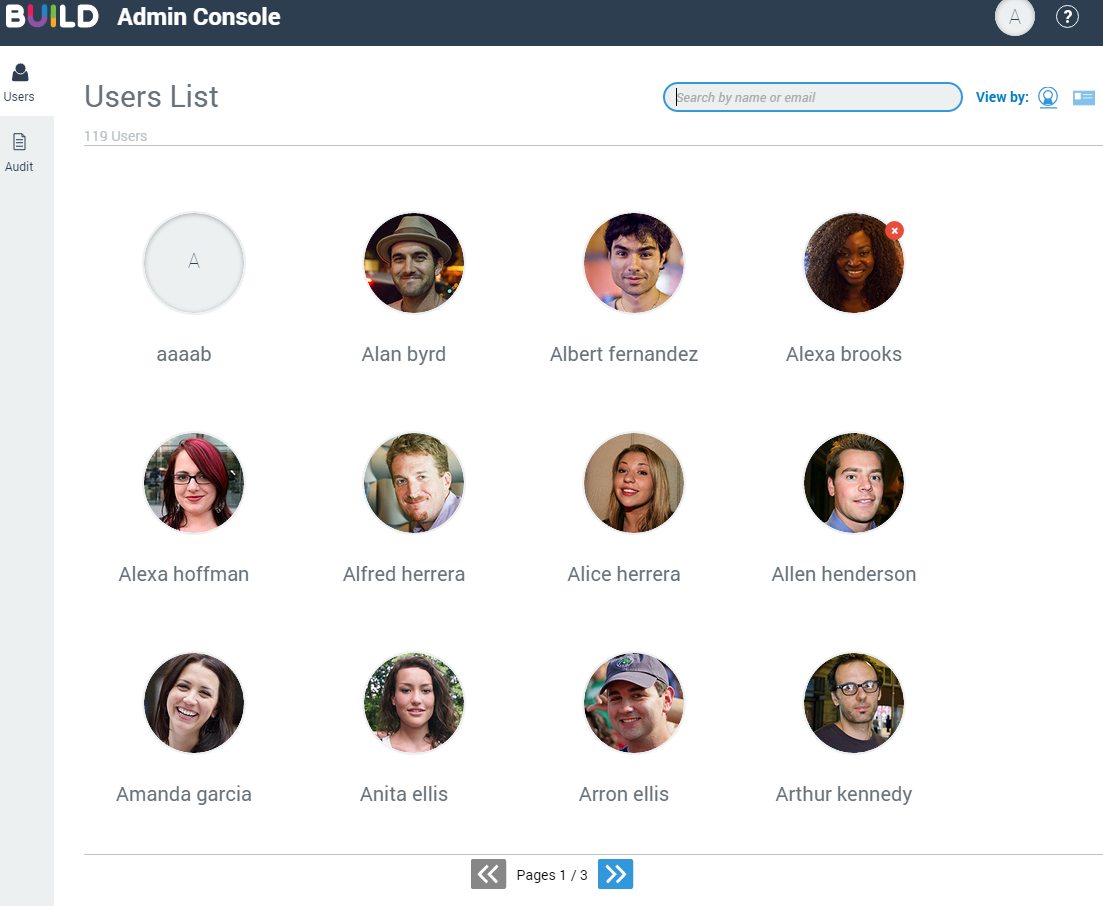 BUILD Admin Console
A
?
Users
Users List
Search by name or email
View by:
119 Users
Audit
A
aaaab
Alan byrd
Albert fernandez
Alexa brooks
Alexa hoffman
Alfred herrera
Alice herrera
Allen henderson
Amanda garcia
Anita ellis
Arron ellis
Arthur kennedy
Pages 1 / 3